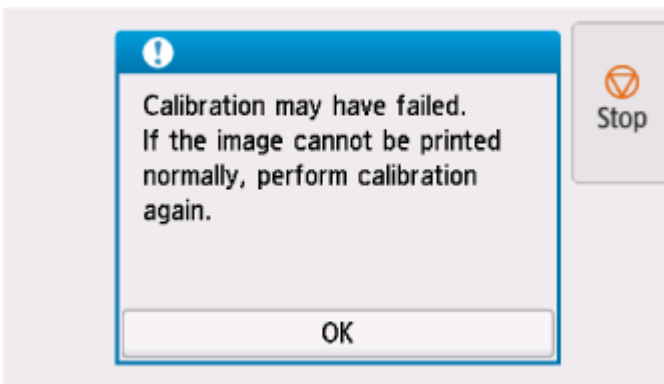 Calibration may have failed.
If the image cannot be printed
normally, perform calibration
again.
OK
Stop